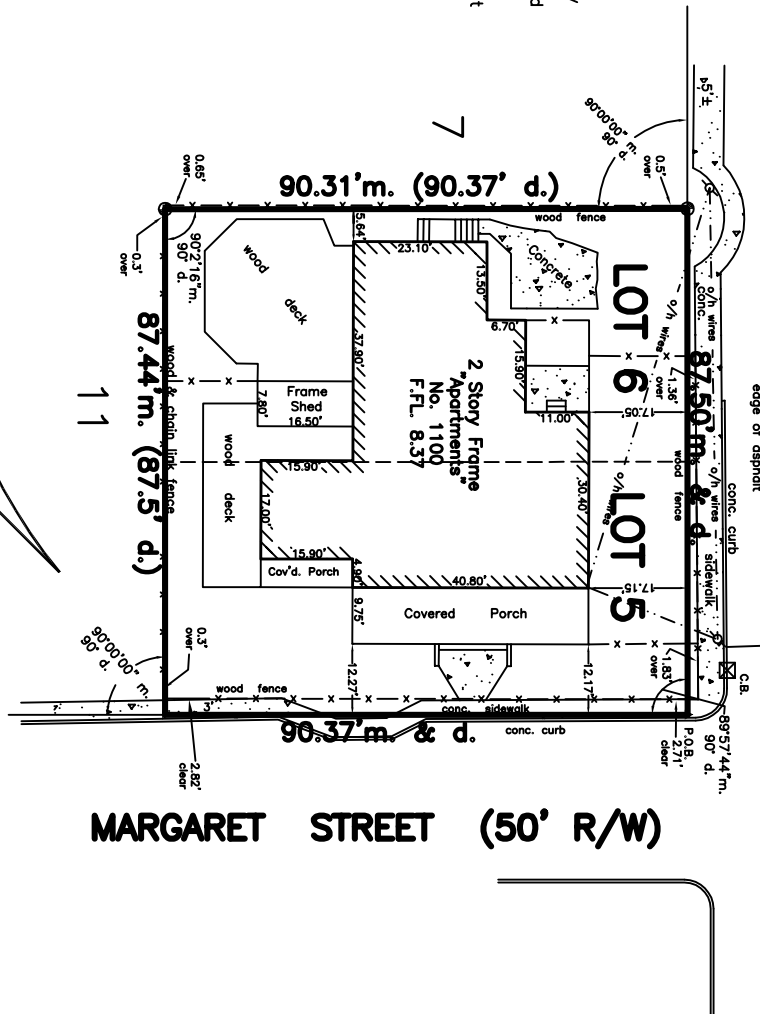 5'±
7
90°00'00" m.
90° d.
0.65'
over
90.31'm. (90.37' d.)
0.5'
over
wood fence
5.64'
23.10'
13.50'
Concrete
90°2'16" m.
90° d.
0.3'
over
wood
deck
LOT 6
o/h wires
conc.
o/h wires
6.70'
15.90'
37.90'
87.44'm. (87.5' d.)
wood & chain link fence
11
7.80'
Frame
Shed
16.50'
2 Story Frame
"Apartments"
No. 1100
F.FL. 8.37
11.00'
17.05'
1.36'
over
87.50'm. & d.
edge of asphalt
wood fence
o/h wires
conc. curb
sidewalk
wood
deck
15.90'
17.00'
15.90'
30.40'
o/h wires
LOT 5
Cov'd. Porch
4.90'
40.80'
17.15'
9.75'
Covered Porch
90°00'00" m.
90° d.
0.3'
over
12.27'
12.17'
1.83'
over
C.B.
wood fence
3'
conc. sidewalk
90.37'm. & d.
conc. curb
P.O.B.
2.71'
clear
89°57'44"m.
90° d.
2.82'
clear
MARGARET STREET (50' R/W)